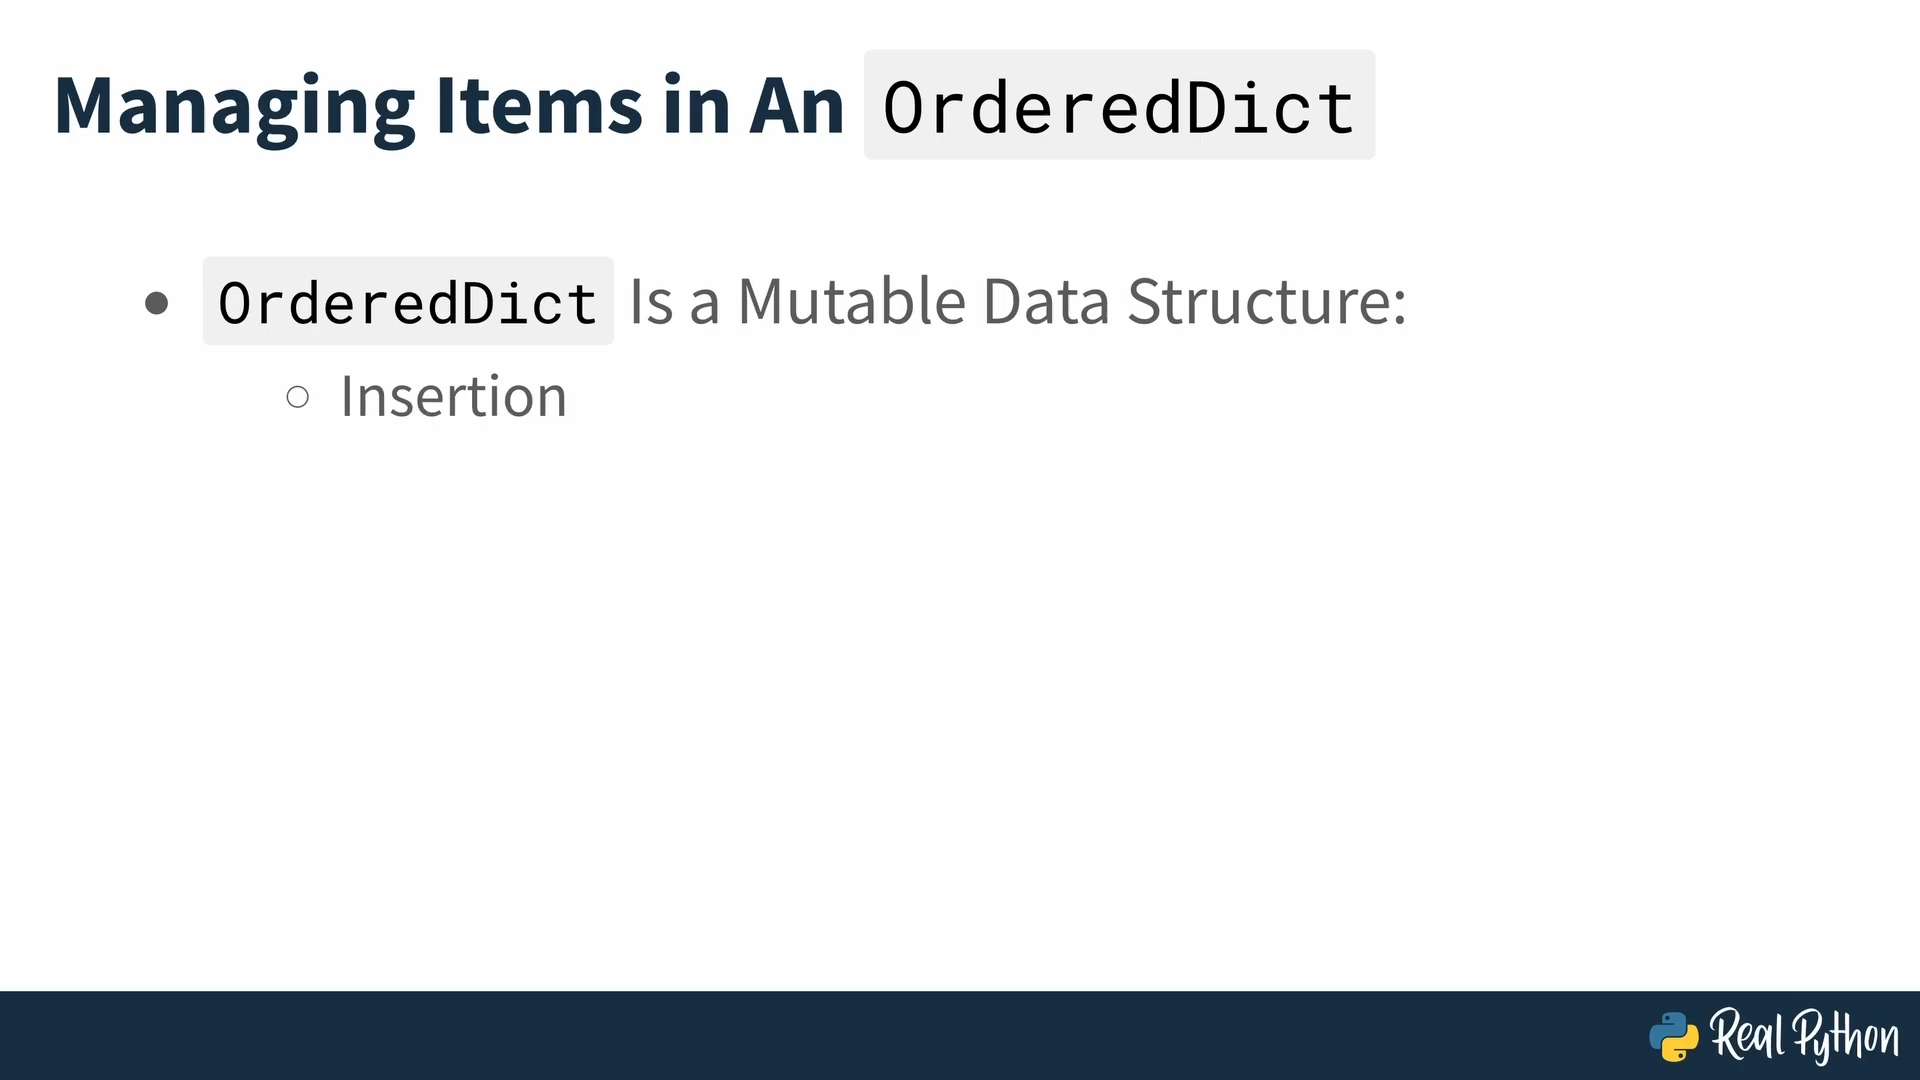 Managing Items in An OrderedDict
OrderedDict Is a Mutable Data Structure:
Insertion
Real Python